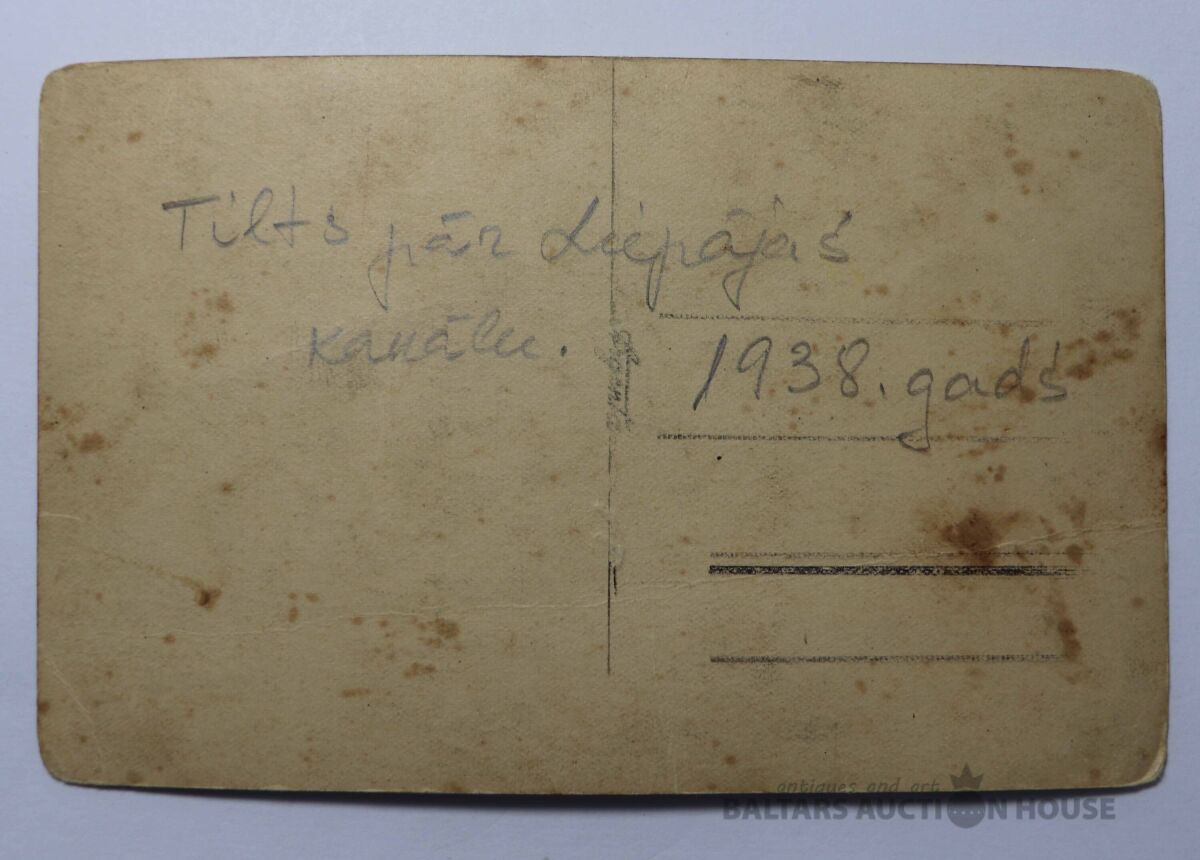 Tilts pār Liepājas
kanālu.
1938. gads
antiques and art
BALTARS AUCTION HOUSE